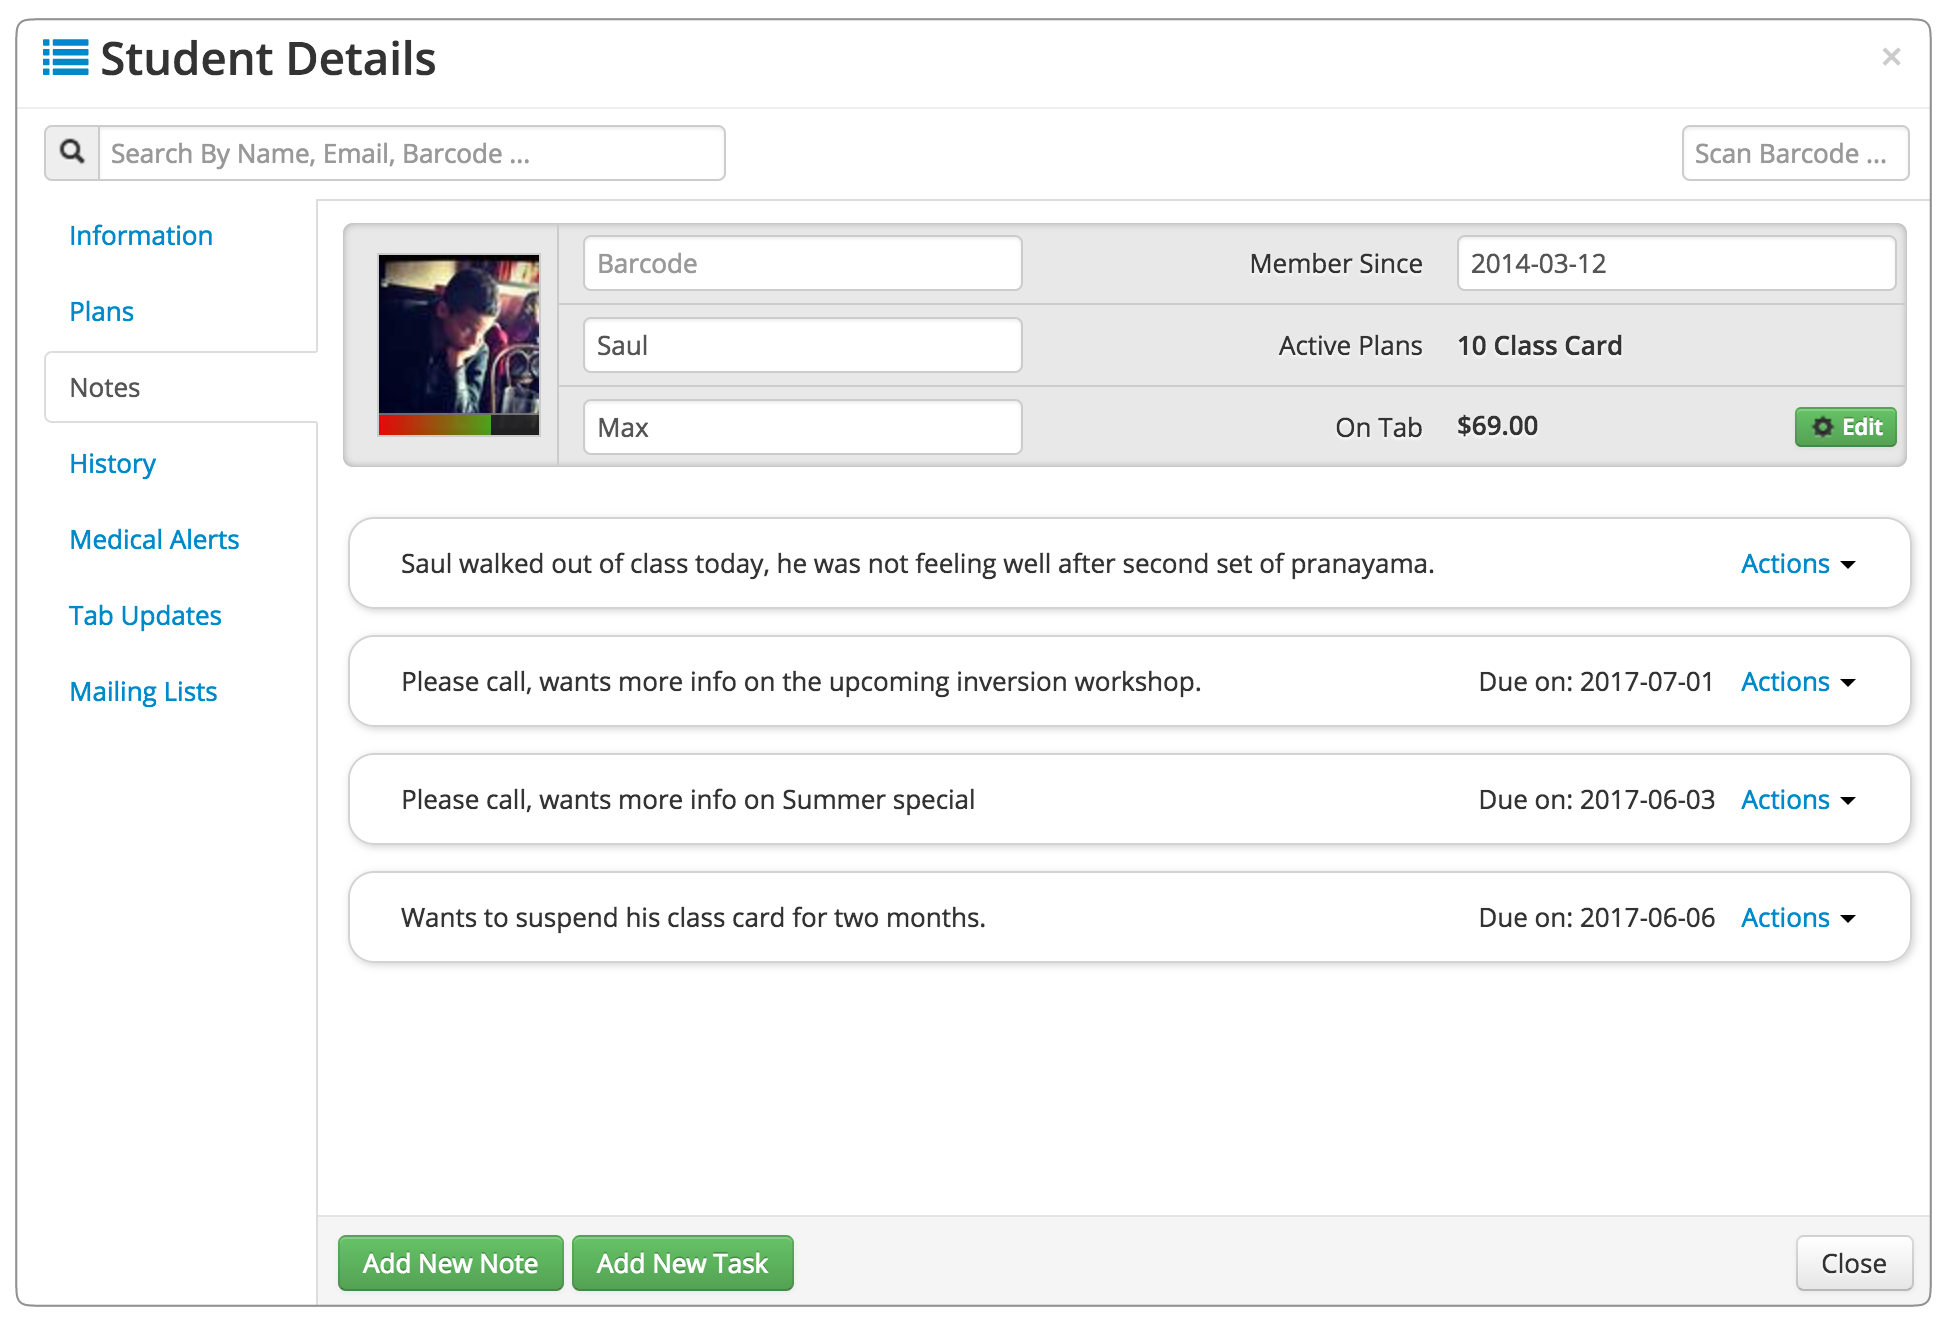 Student Details
×
Search By Name, Email, Barcode ...
Scan Barcode ...
Information
Plans
Notes
History
Medical Alerts
Tab Updates
Mailing Lists
Barcode
Member Since 2014-03-12
Saul
Active Plans 10 Class Card
Max
On Tab $69.00 Edit
Saul walked out of class today, he was not feeling well after second set of pranayama. Actions
Please call, wants more info on the upcoming inversion workshop. Due on: 2017-07-01 Actions
Please call, wants more info on Summer special Due on: 2017-06-03 Actions
Wants to suspend his class card for two months. Due on: 2017-06-06 Actions
Add New Note Add New Task Close